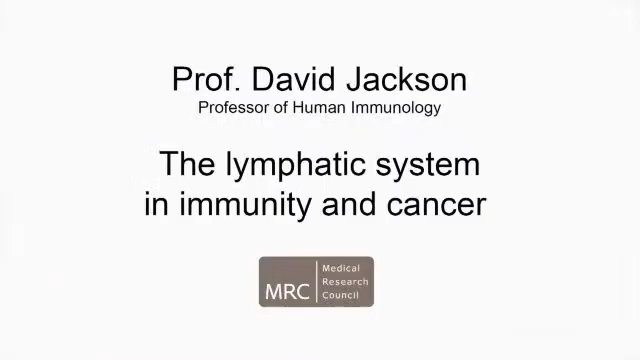 Prof. David Jackson
Professor of Human Immunology
The lymphatic system
in immunity and cancer
MRC
Medical
Research
Council